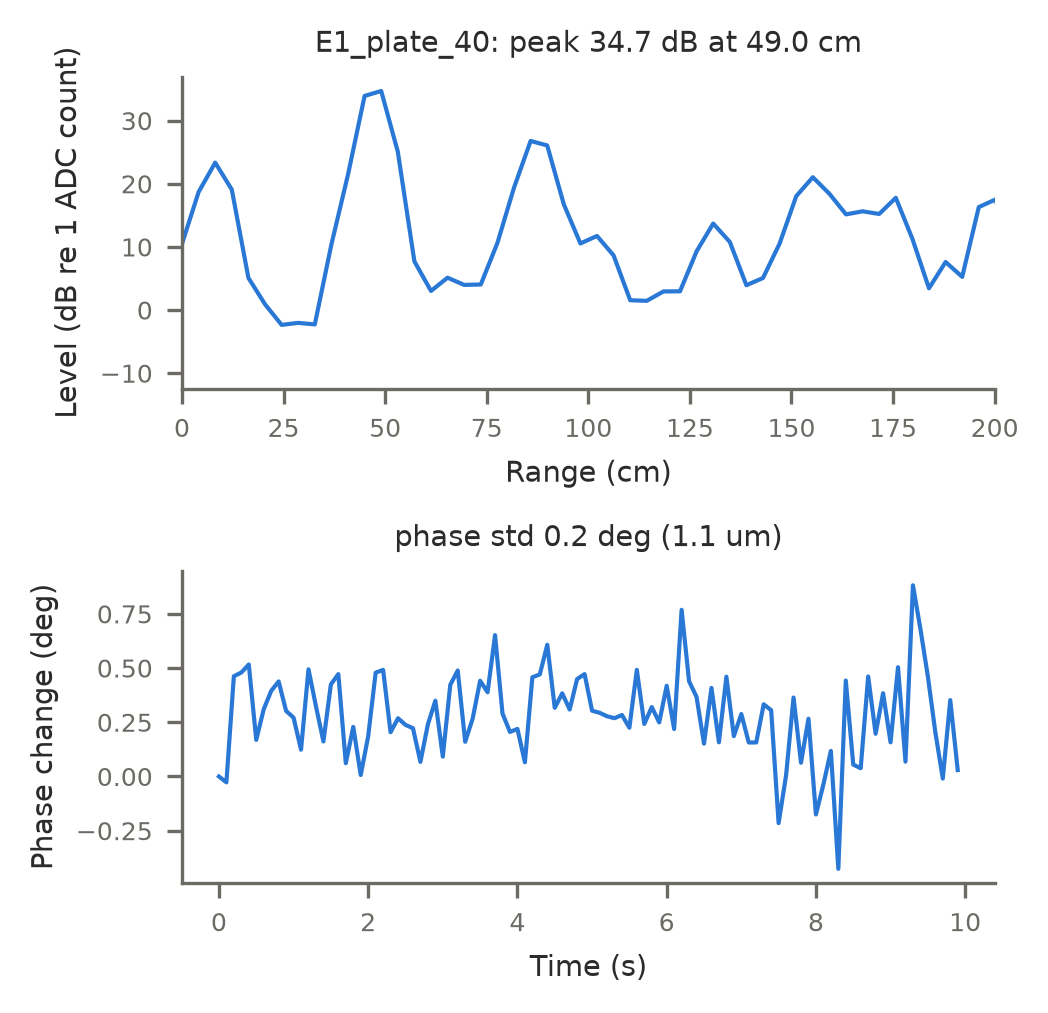 E1_plate_40: peak 34.7 dB at 49.0 cm
Level (dB re 1 ADC count)
30
20
10
0
−10
0 25 50 75 100 125 150 175 200
Range (cm)
phase std 0.2 deg (1.1 um)
Phase change (deg)
0.75
0.50
0.25
0.00
−0.25
0 2 4 6 8 10
Time (s)